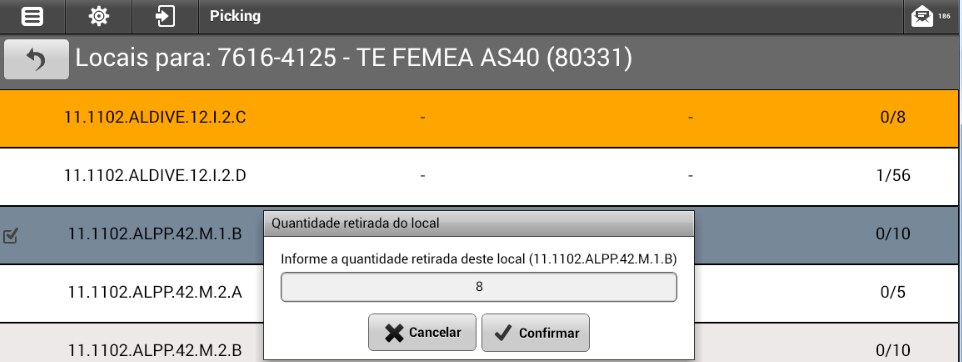 Picking
186
Locais para: 7616-4125 - TE FEMEA AS40 (80331)
11.1102.ALDIVE.12.I.2.C - - 0/8
11.1102.ALDIVE.12.I.2.D - - 1/56
11.1102.ALPP.42.M.1.B 0/10
Quantidade retirada do local
Informe a quantidade retirada deste local (11.1102.ALPP.42.M.1.B)
8
11.1102.ALPP.42.M.2.A 0/5
Cancelar Confirmar
11.1102.ALPP.42.M.2.B 0/10